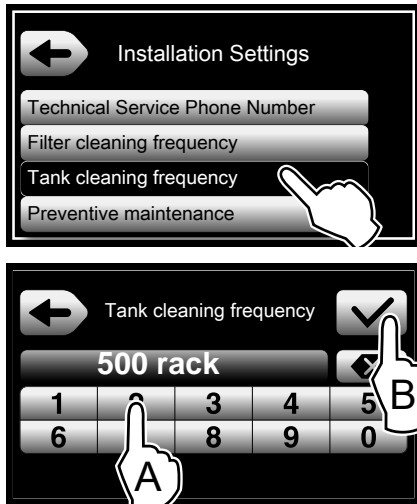 Installation Settings
Technical Service Phone Number
Filter cleaning frequency
Tank cleaning frequency
Preventive maintenance
Tank cleaning frequency
500 rack
1 2 3 4 5
6 8 9 0
A
B